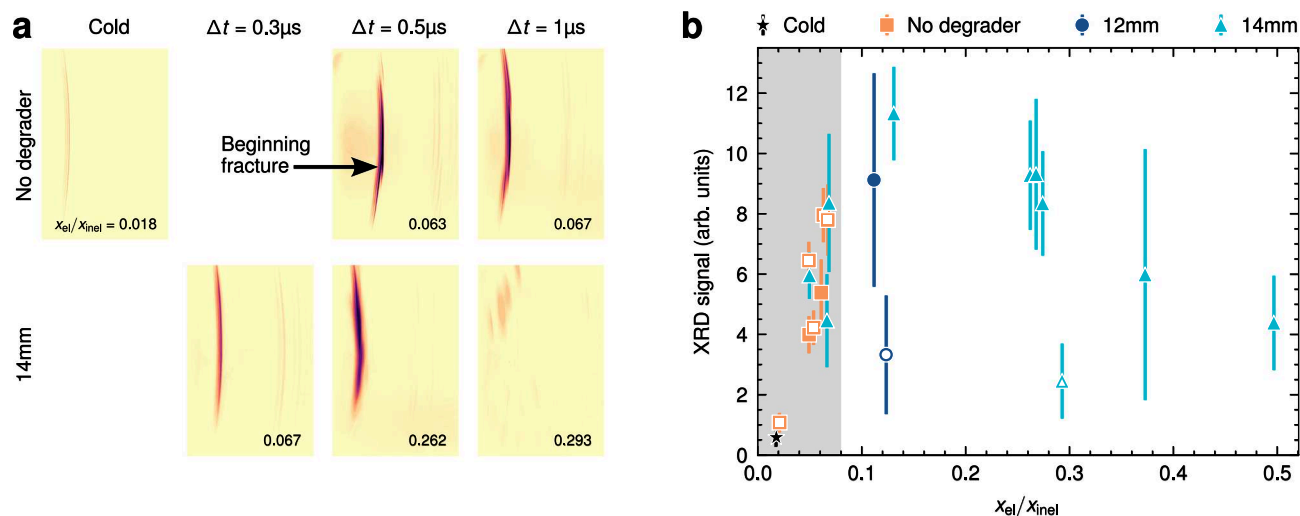 a
Cold
Δt = 0.3µs
Δt = 0.5µs
Δt = 1µs
No degrader
Beginning
fracture
x_el/x_inel = 0.018
0.063
0.067
14mm
0.067
0.262
0.293
b
Cold
No degrader
12mm
14mm
XRD signal (arb. units)
12
10
8
6
4
2
0
0.0
0.1
0.2
0.3
0.4
0.5
x_el/x_inel